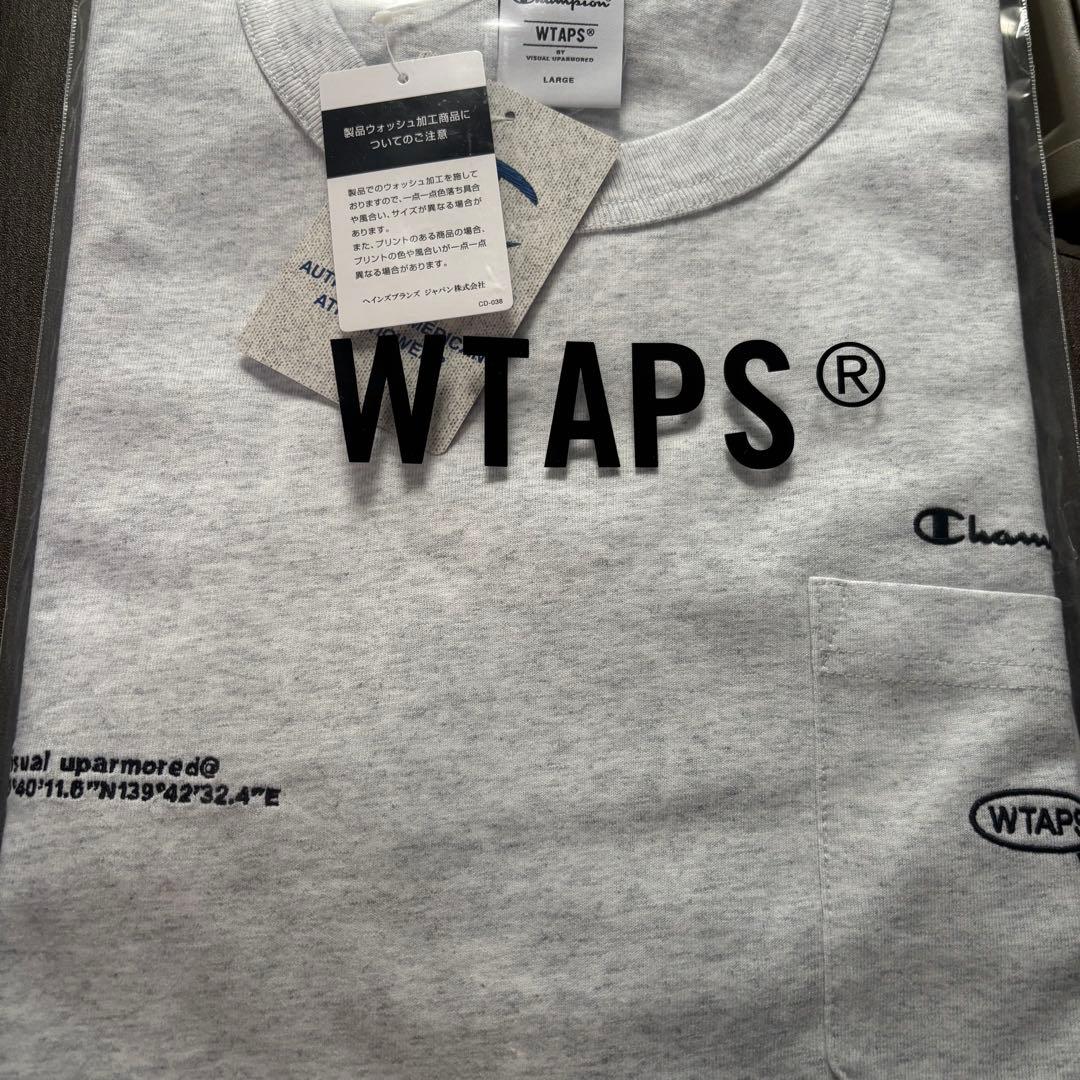 Champion
WTAPS®
BY
VISUAL UPARMORED
LARGE
製品ウォッシュ加工商品に
ついてのご注意
製品でのウォッシュ加工を施して
おりますので、一点一点色落ち具合
や風合い、サイズが異なる場合が
あります。
また、プリントのある商品の場合、
プリントの色や風合いが一点一点
異なる場合があります。
ヘインズブランズ ジャパン株式会社
CD-038
WTAPS®
Cham
sual uparmored@
°40'11.6"N139°42'32.4"E
WTAPS